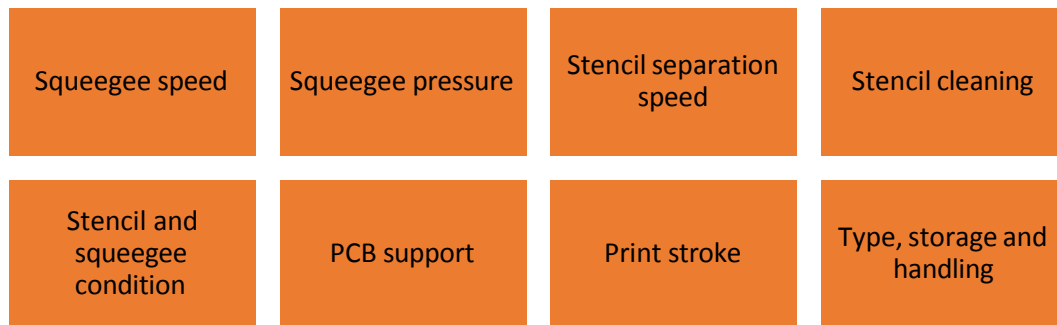 Squeegee speed
Squeegee pressure
Stencil separation
speed
Stencil cleaning
Stencil and
squeegee
condition
PCB support
Print stroke
Type, storage and
handling